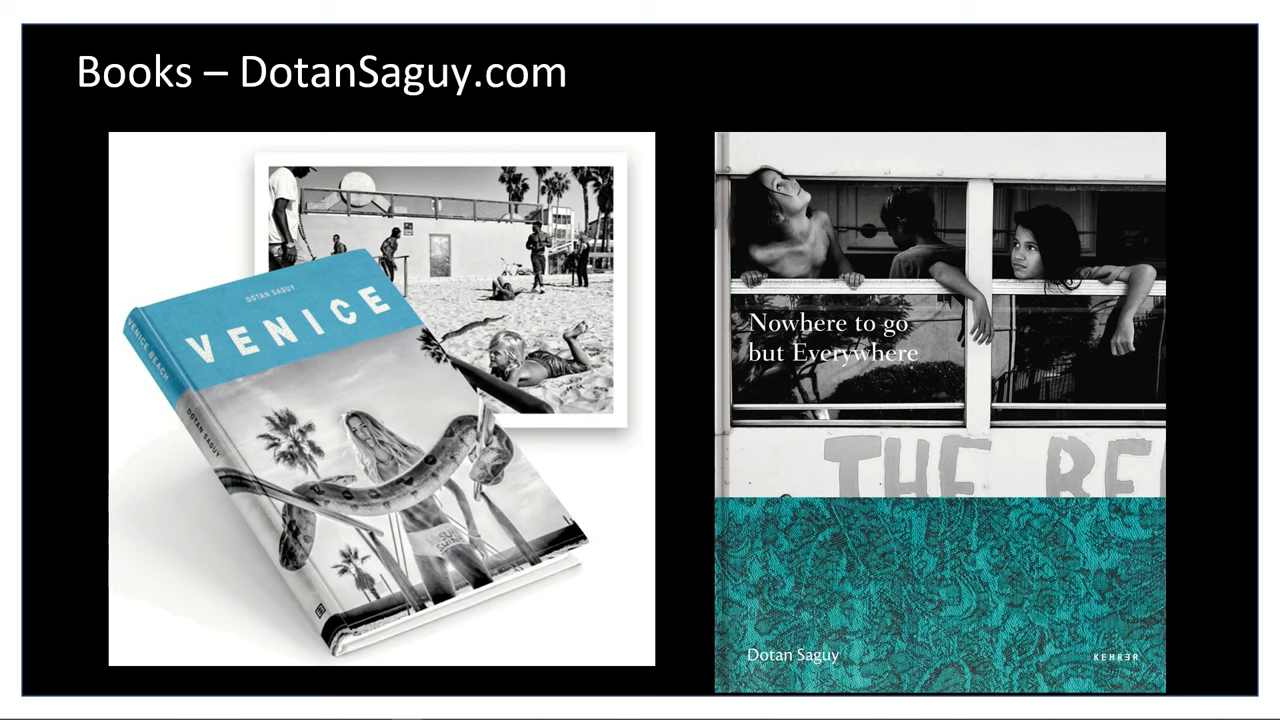 Books – DotanSaguy.com
DOTAN SAGUY
VENICE
VENICE BEACH
DOTAN SAGUY
Nowhere to go
but Everywhere
THE BE
Dotan Saguy
KEHRER